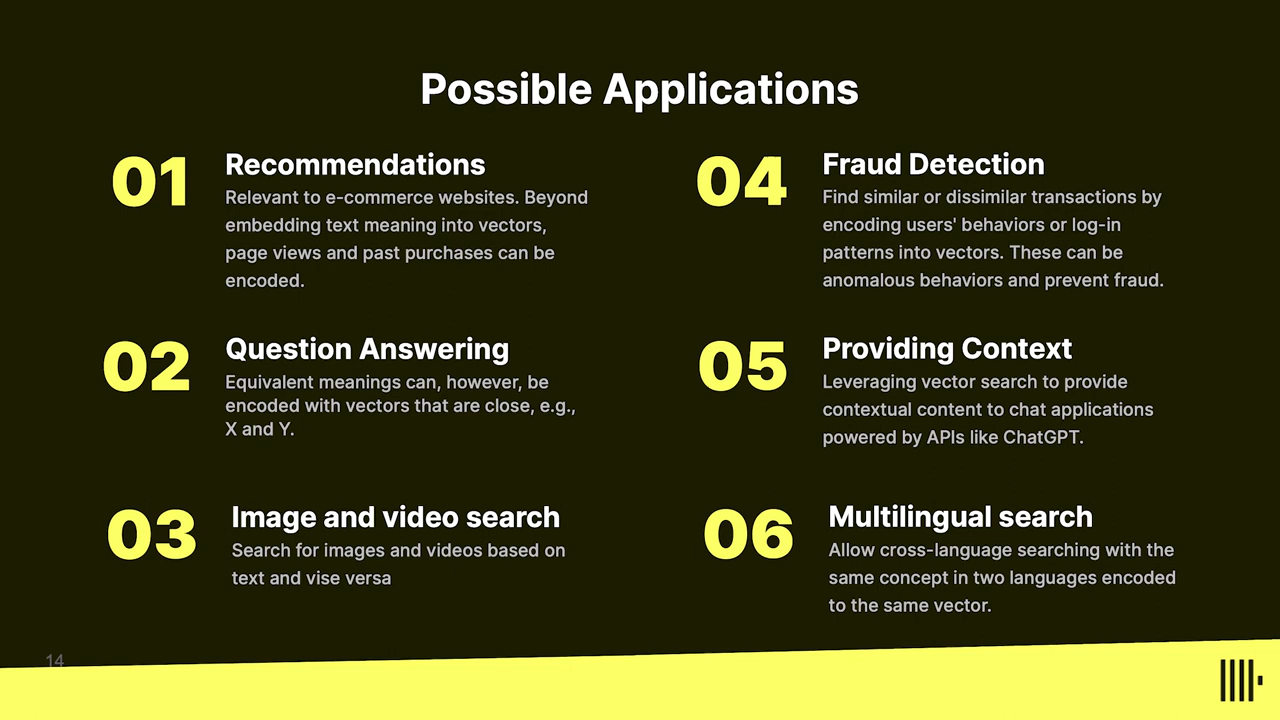 Possible Applications
01
Recommendations
Relevant to e-commerce websites. Beyond
embedding text meaning into vectors,
page views and past purchases can be
encoded.
02
Question Answering
Equivalent meanings can, however, be
encoded with vectors that are close, e.g.,
X and Y.
03
Image and video search
Search for images and videos based on
text and vise versa
04
Fraud Detection
Find similar or dissimilar transactions by
encoding users' behaviors or log-in
patterns into vectors. These can be
anomalous behaviors and prevent fraud.
05
Providing Context
Leveraging vector search to provide
contextual content to chat applications
powered by APIs like ChatGPT.
06
Multilingual search
Allow cross-language searching with the
same concept in two languages encoded
to the same vector.
14